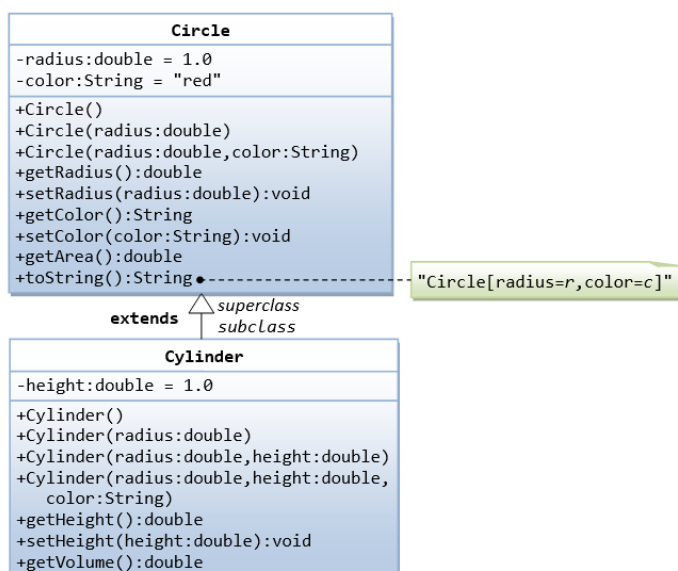 Circle
-radius:double = 1.0
-color:String = "red"
+Circle()
+Circle(radius:double)
+Circle(radius:double,color:String)
+getRadius():double
+setRadius(radius:double):void
+getColor():String
+setColor(color:String):void
+getArea():double
+toString():String
"Circle[radius=r,color=c]"
superclass
extends
subclass
Cylinder
-height:double = 1.0
+Cylinder()
+Cylinder(radius:double)
+Cylinder(radius:double,height:double)
+Cylinder(radius:double,height:double,
color:String)
+getHeight():double
+setHeight(height:double):void
+getVolume():double